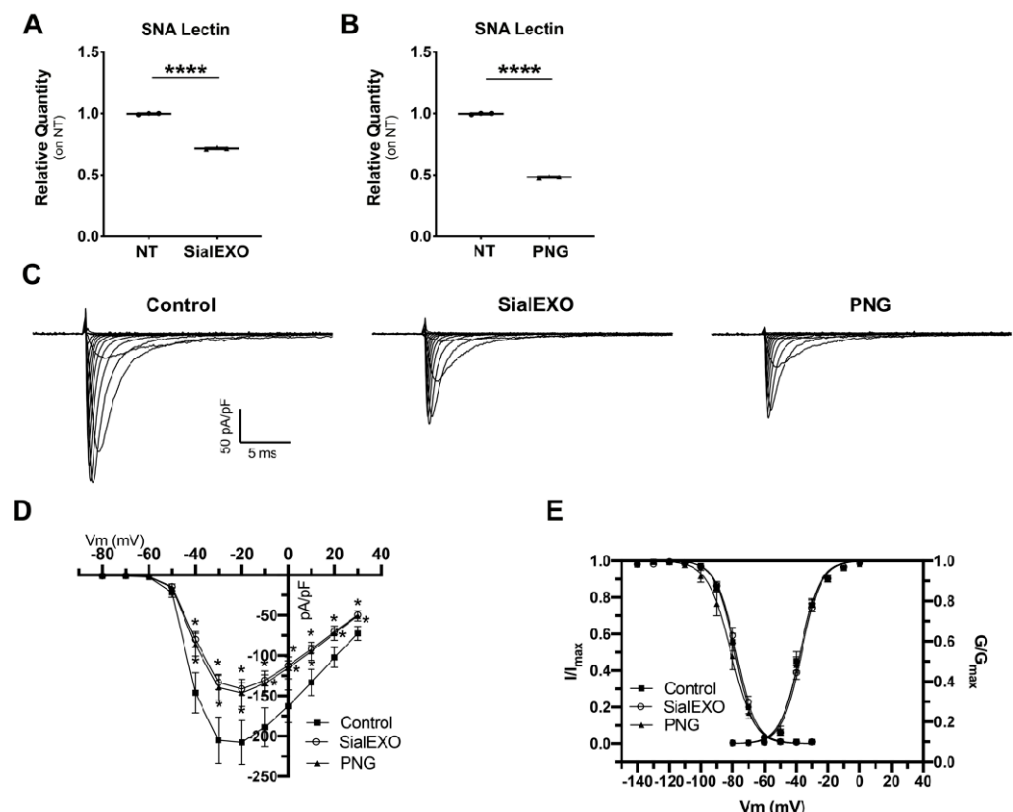 A
SNA Lectin
****
Relative Quantity
(on NT)
1.5
1.0
0.5
0.0
NT SialEXO
B
SNA Lectin
****
Relative Quantity
(on NT)
1.5
1.0
0.5
0.0
NT PNG
C
Control
SialEXO
PNG
50 pA/pF
5 ms
D
Vm (mV)
-80 -60 -40 -20 0 20 40
pA/pF
-50
-100
-150
-200
-250
* * * * * * * * * * * * * *
Control
SialEXO
PNG
E
I/Imax
1.0
0.8
0.6
0.4
0.2
0.0
Control
SialEXO
PNG
G/Gmax
1.0
0.8
0.6
0.4
0.2
0.0
-140 -120 -100 -80 -60 -40 -20 0 20 40
Vm (mV)